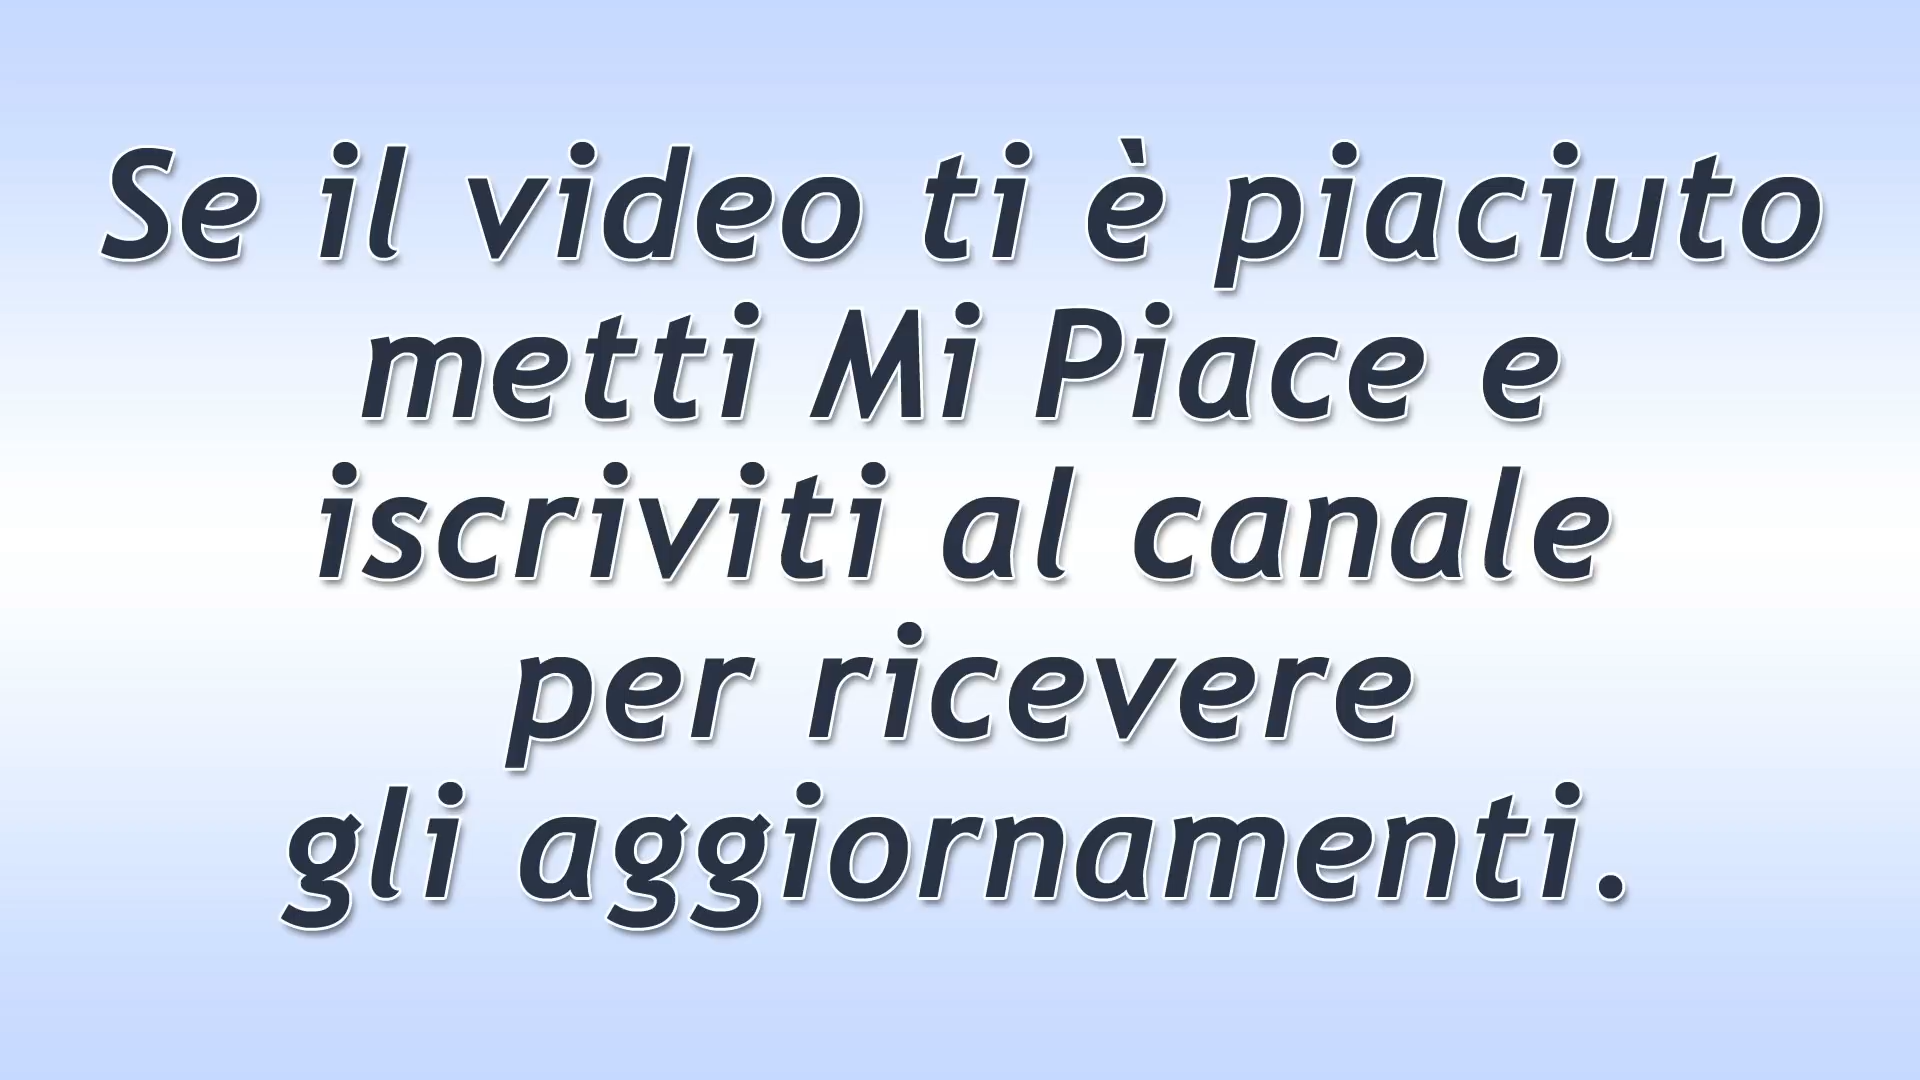 Se il video ti è piaciuto
metti Mi Piace e
iscriviti al canale
per ricevere
gli aggiornamenti.